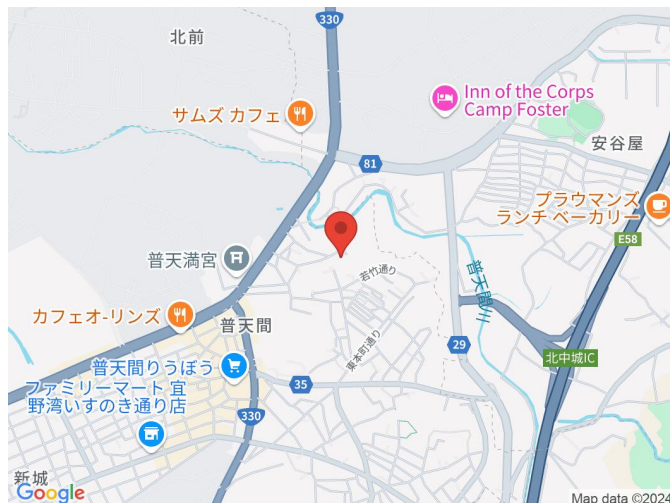 330
北前
Inn of the Corps
Camp Foster
サムズ カフェ
安谷屋
81
プラウマンズ
ランチ ベーカリー
E58
普天満宮
若竹通り
普天間川
カフェオ-リンズ
普天間
東本町通り
29
北中城IC
普天間りうぼう
ファミリーマート 宜
野湾いすのき通り店
35
330
新城
Google
Map data ©2024